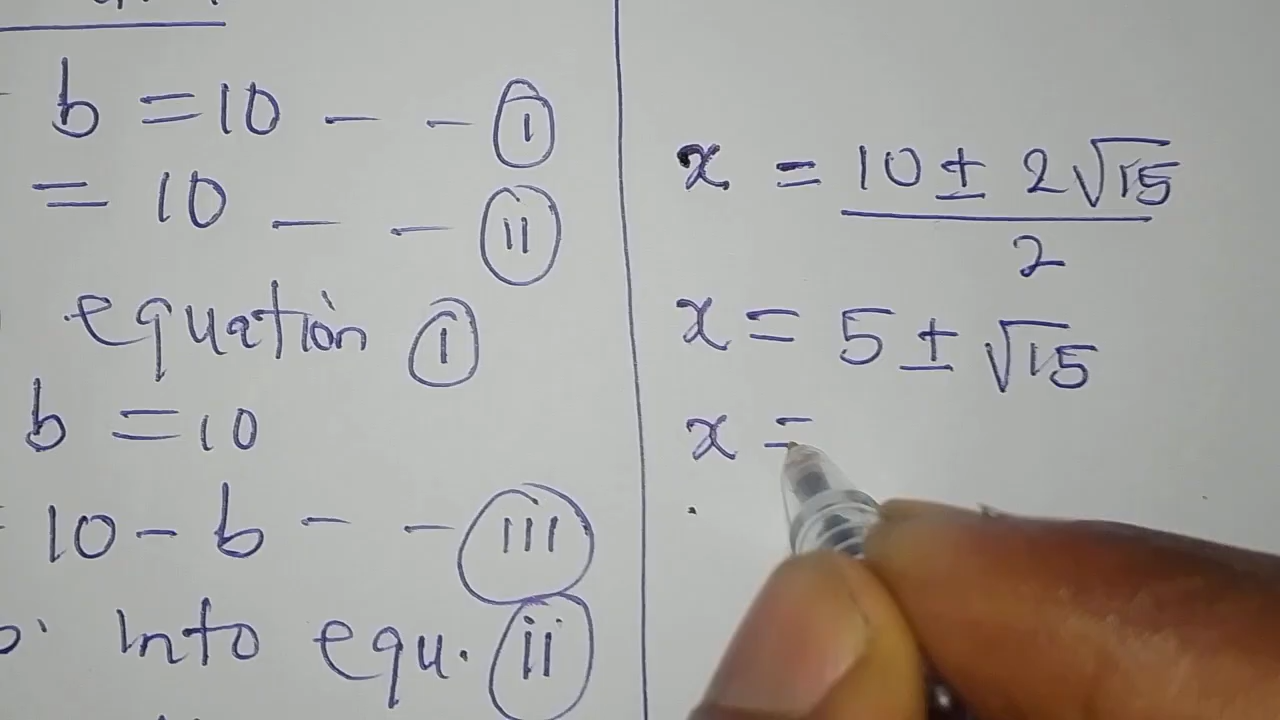 b = 10 - - (i)
= 10 - - (ii)
equation (i)
b = 10
= 10 - b - - (iii)
into equ. (ii)
x = (10 ± 2√15) / 2
x = 5 ± √15
x =